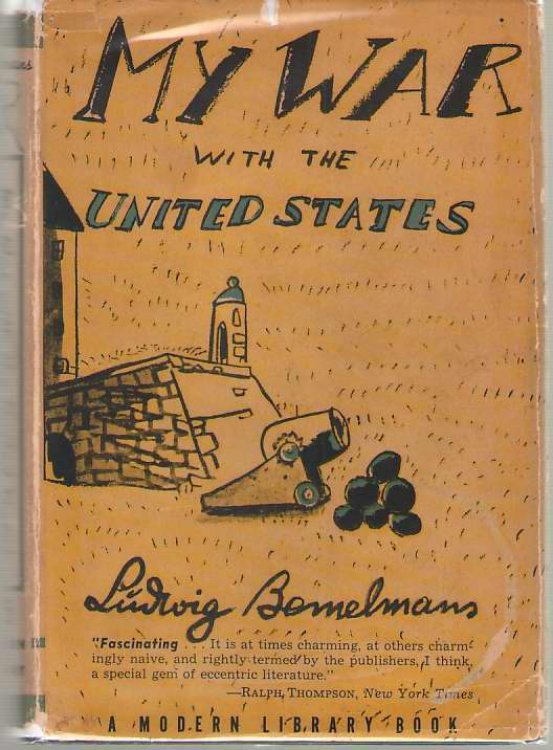 MY WAR
WITH THE
UNITED STATES
Ludwig Bemelmans
"Fascinating . . . It is at times charming, at others charm-
ingly naive, and rightly termed by the publishers, I think,
a special gem of eccentric literature."
—RALPH THOMPSON, New York Times
A MODERN LIBRARY BOOK